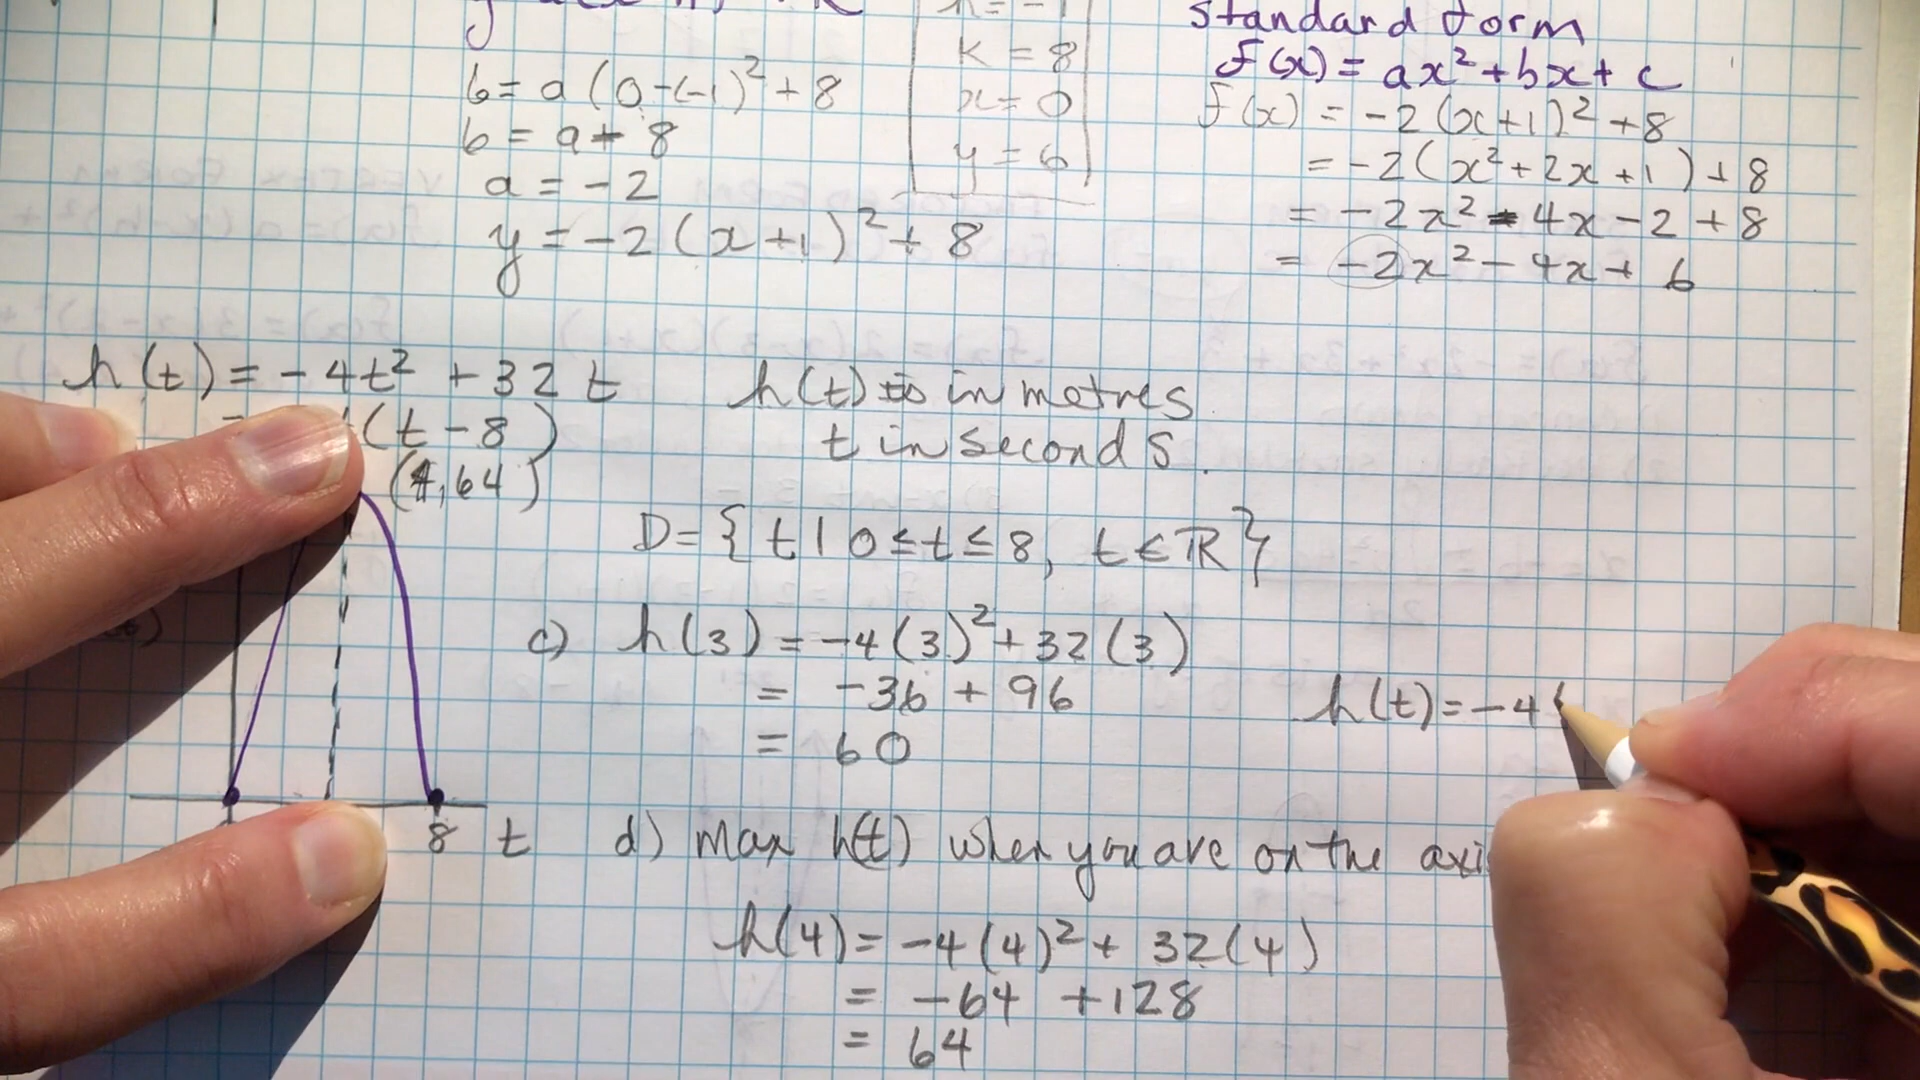 K = 8
x = 0
y = 6
6 = a (0-(-1)² + 8
6 = a + 8
a = -2
y = -2 (x+1)² + 8
standard form
f(x) = ax² + bx + c
f(x) = -2 (x+1)² + 8
= -2 (x² + 2x + 1) + 8
= -2x² - 4x - 2 + 8
= -2x² - 4x + 6
h(t) = -4t² + 32 t
(t - 8)
(4, 64)
h(t) is in metres
t in seconds.
D = { t | 0 ≤ t ≤ 8, t ∈ ℝ }
c) h(3) = -4(3)² + 32(3)
= -36 + 96
= 60
h(t) = -4(
8 t
d) Max h(t) when you are on the axi
h(4) = -4(4)² + 32(4)
= -64 + 128
= 64